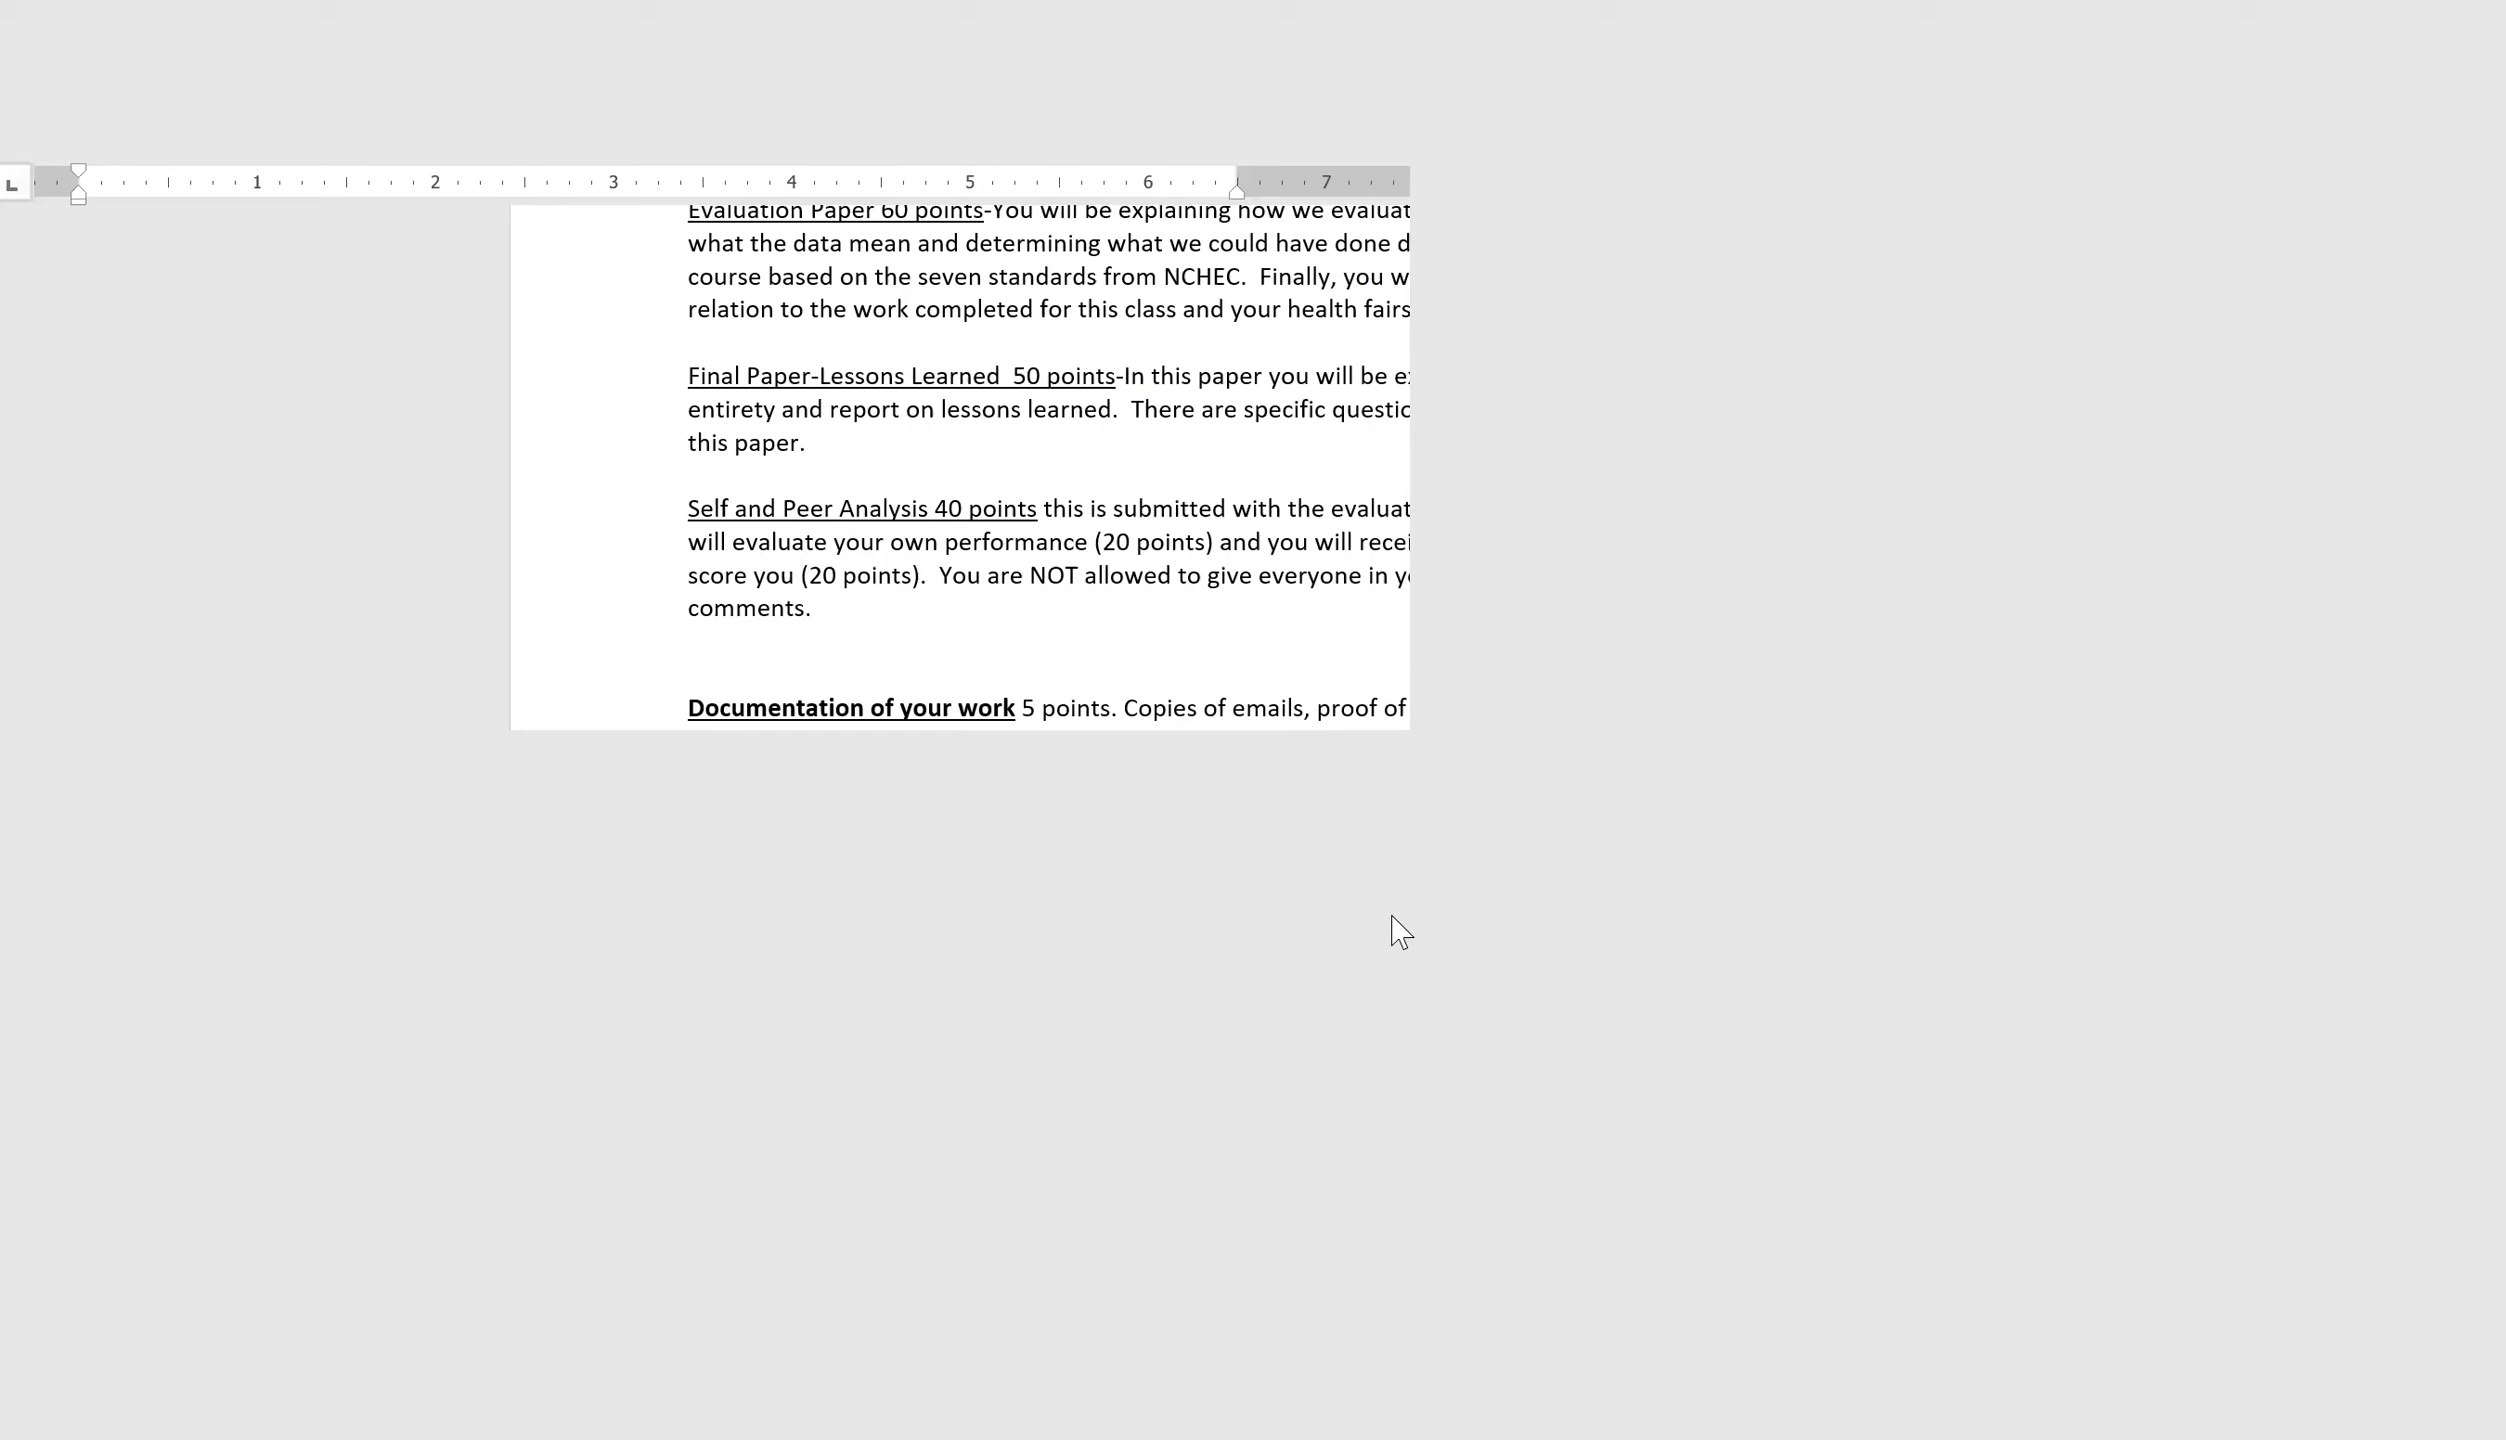 1 2 3 4 5 6 7
Evaluation Paper 60 points-You will be explaining how we
what the data mean and determining what we could have done
course based on the seven standards from NCHEC.  Finally, you
relation to the work completed for this class and your health fairs
Final Paper-Lessons Learned  50 points-In this paper you will be
entirety and report on lessons learned.  There are specific
this paper.
Self and Peer Analysis 40 points this is submitted with the
will evaluate your own performance (20 points) and you will
score you (20 points).  You are NOT allowed to give everyone in
comments.
Documentation of your work 5 points. Copies of emails, proof of